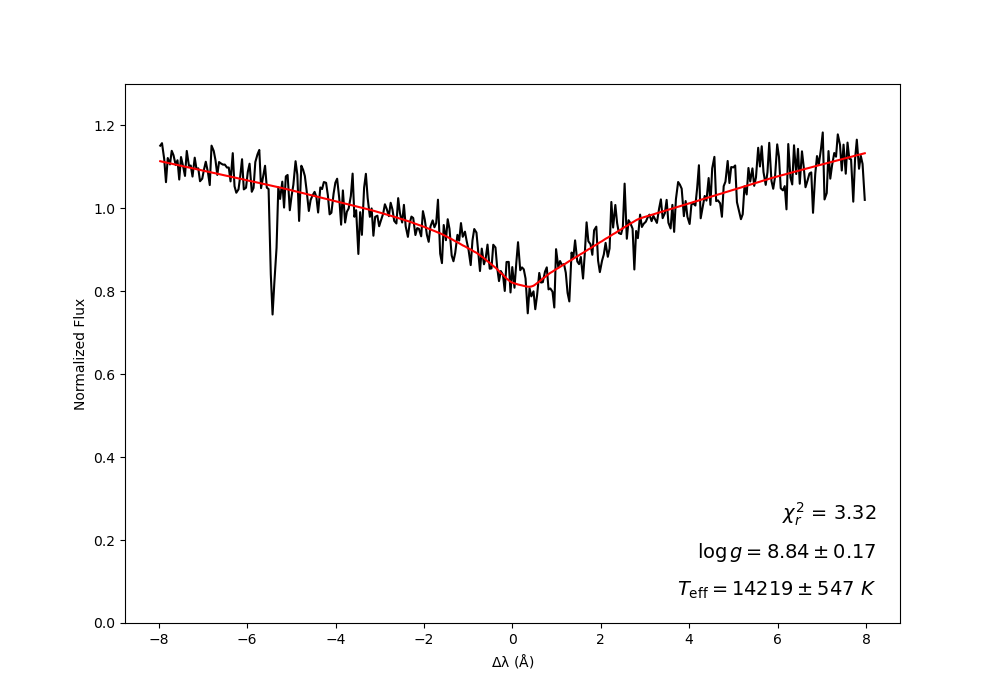 1.2
1.0
0.8
0.6
0.4
0.2
0.0
Normalized Flux
χ²ᵣ = 3.32
log g = 8.84 ± 0.17
T_eff = 14219 ± 547 K
−8 −6 −4 −2 0 2 4 6 8
Δλ (Å)